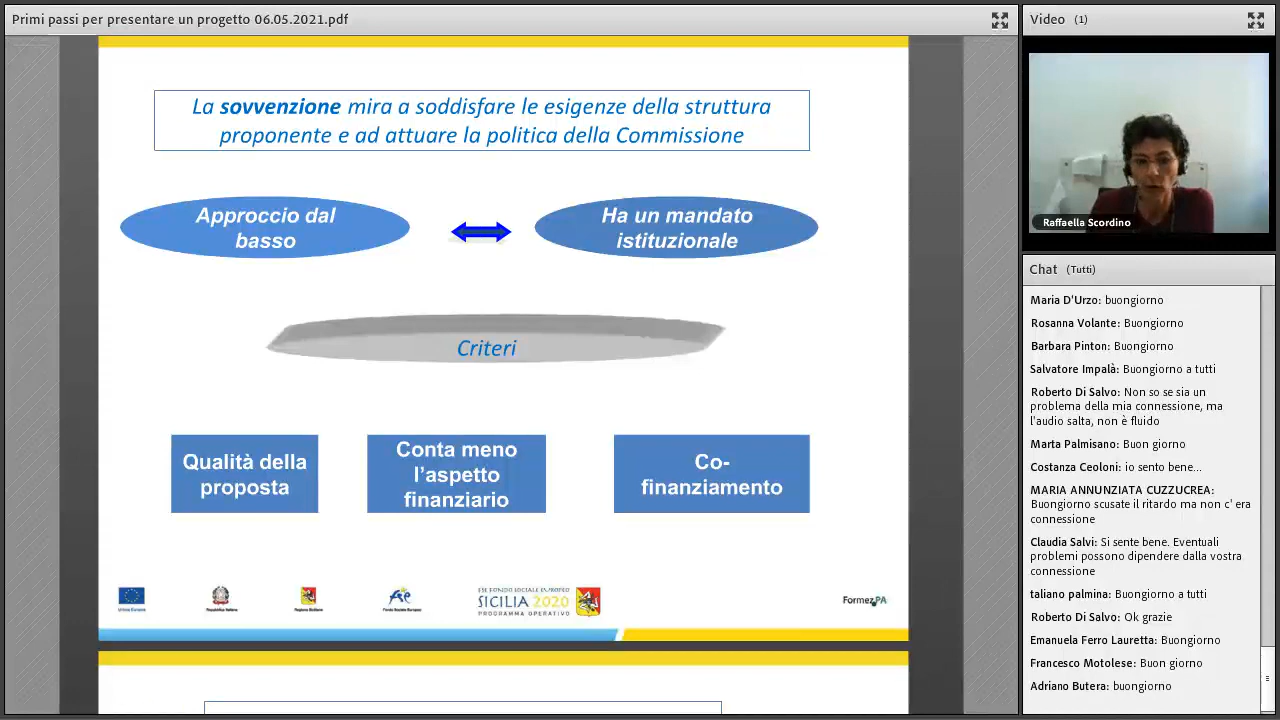 Primi passi per presentare un progetto 06.05.2021.pdf
La sovvenzione mira a soddisfare le esigenze della struttura
proponente e ad attuare la politica della Commissione
Approccio dal
basso
Ha un mandato
istituzionale
Criteri
Qualità della
proposta
Conta meno
l'aspetto
finanziario
Co-
finanziamento
Unione Europea
Repubblica Italiana
Regione Siciliana
Fondo Sociale Europeo
FSE FONDO SOCIALE EUROPEO
SICILIA 2020
PROGRAMMA OPERATIVO
FormezPA
Video (1)
Raffaella Scordino
Chat (Tutti)
Maria D'Urzo: buongiorno
Rosanna Volante: Buongiorno
Barbara Pinton: Buongiorno
Salvatore Impalà: Buongiorno a tutti
Roberto Di Salvo: Non so se sia un
problema della mia connessione, ma
l'audio salta, non è fluido
Marta Palmisano: Buon giorno
Costanza Ceoloni: io sento bene...
MARIA ANNUNZIATA CUZZUCREA:
Buongiorno scusate il ritardo ma non c' era
connessione
Claudia Salvi: Si sente bene. Eventuali
problemi possono dipendere dalla vostra
connessione
taliano palmina: Buongiorno a tutti
Roberto Di Salvo: Ok grazie
Emanuela Ferro Lauretta: Buongiorno
Francesco Motolese: Buon giorno
Adriano Butera: buongiorno